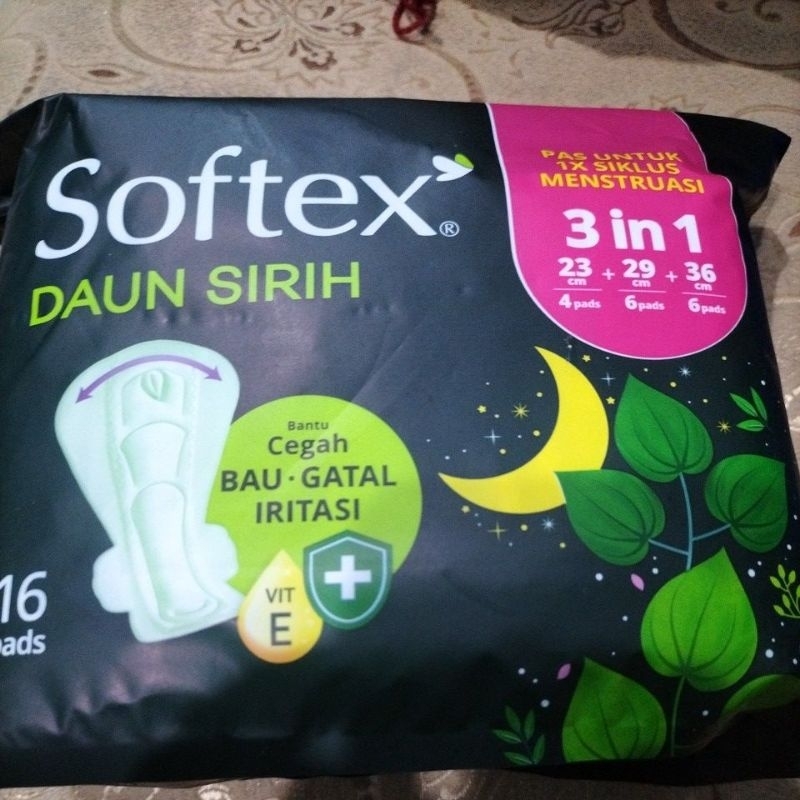 Softex®
DAUN SIRIH
PAS UNTUK
1X SIKLUS
MENSTRUASI
3 in 1
23 cm + 29 cm + 36 cm
4 pads 6 pads 6 pads
Bantu
Cegah
BAU · GATAL
IRITASI
VIT
E
16
pads